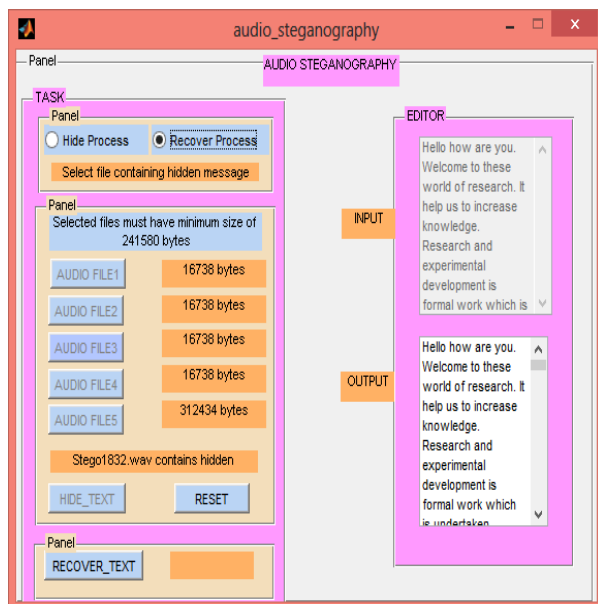 audio_steganography
Panel
AUDIO STEGANOGRAPHY
TASK
Panel
Hide Process
Recover Process
Select file containing hidden message
Panel
Selected files must have minimum size of
241580 bytes
AUDIO FILE1
16738 bytes
AUDIO FILE2
16738 bytes
AUDIO FILE3
16738 bytes
AUDIO FILE4
16738 bytes
AUDIO FILE5
312434 bytes
Stego1832.wav contains hidden
HIDE_TEXT
RESET
Panel
RECOVER_TEXT
EDITOR
INPUT
Hello how are you.
Welcome to these
world of research. It
help us to increase
knowledge.
Research and
experimental
development is
formal work which is
OUTPUT
Hello how are you.
Welcome to these
world of research. It
help us to increase
knowledge.
Research and
experimental
development is
formal work which
is undertaken